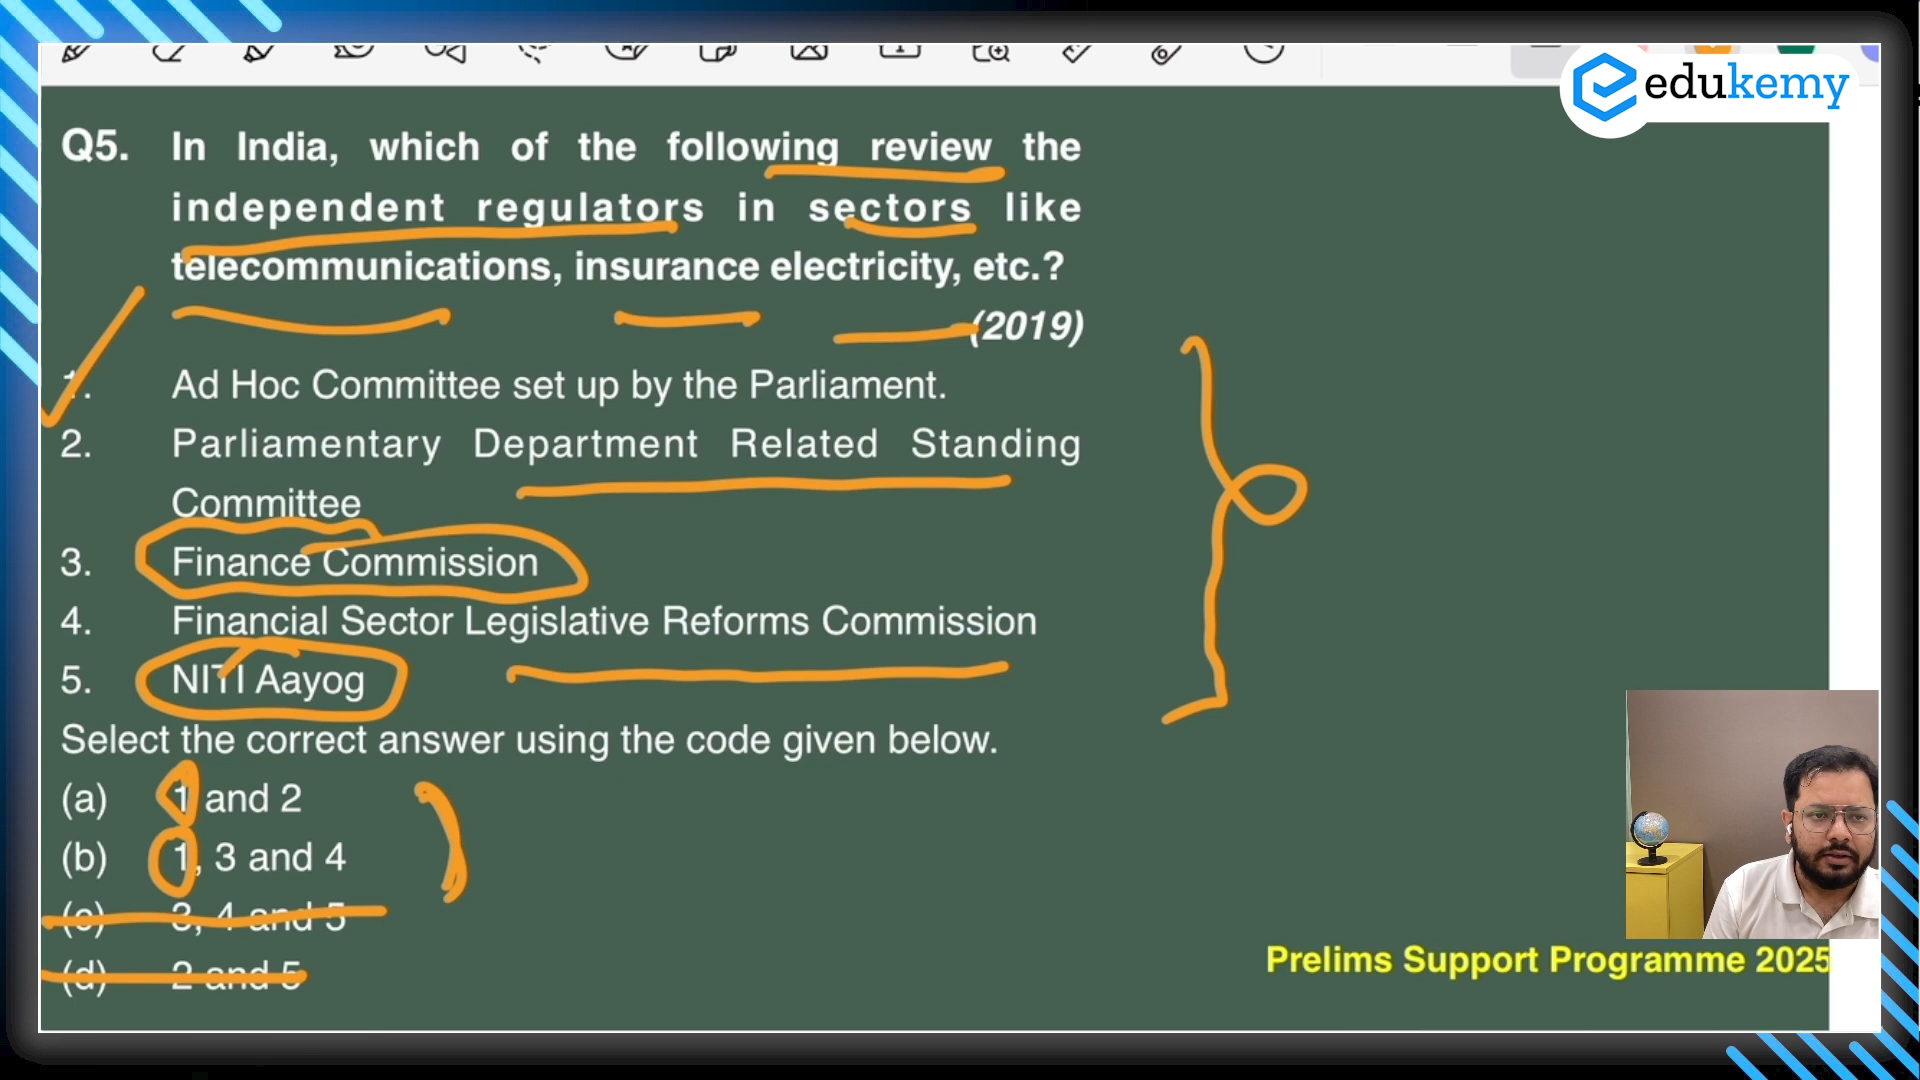 edukemy
Q5. In India, which of the following review the
independent regulators in sectors like
telecommunications, insurance electricity, etc.?
(2019)
1. Ad Hoc Committee set up by the Parliament.
2. Parliamentary Department Related Standing
Committee
3. Finance Commission
4. Financial Sector Legislative Reforms Commission
5. NITI Aayog
Select the correct answer using the code given below.
(a) 1 and 2
(b) 1, 3 and 4
(c) 3, 4 and 5
(d) 2 and 5
Prelims Support Programme 2025